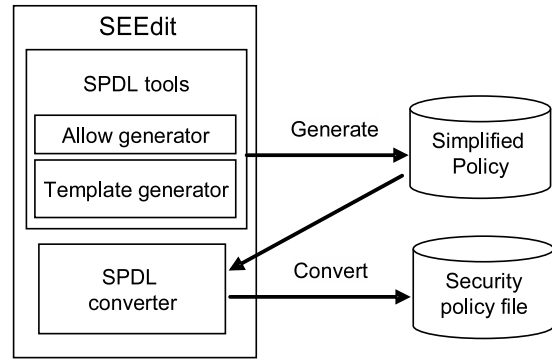 SEEdit
SPDL tools
Allow generator
Template generator
Generate
Simplified
Policy
SPDL
converter
Convert
Security
policy file